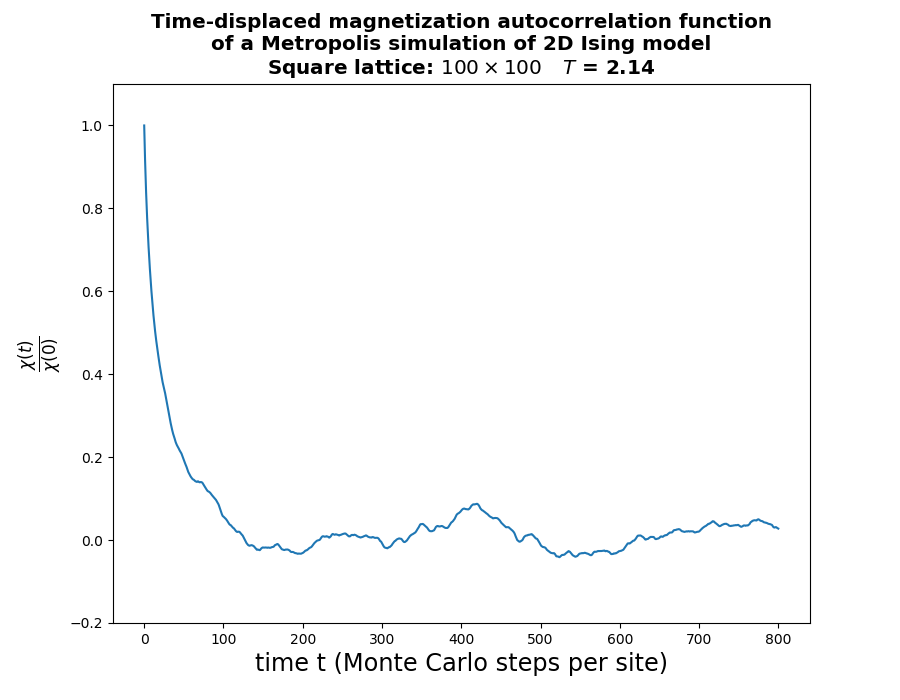 Time-displaced magnetization autocorrelation function
of a Metropolis simulation of 2D Ising model
Square lattice: 100 × 100 T = 2.14
1.0
0.8
0.6
0.4
0.2
0.0
−0.2
χ(t)
χ(0)
0 100 200 300 400 500 600 700 800
time t (Monte Carlo steps per site)